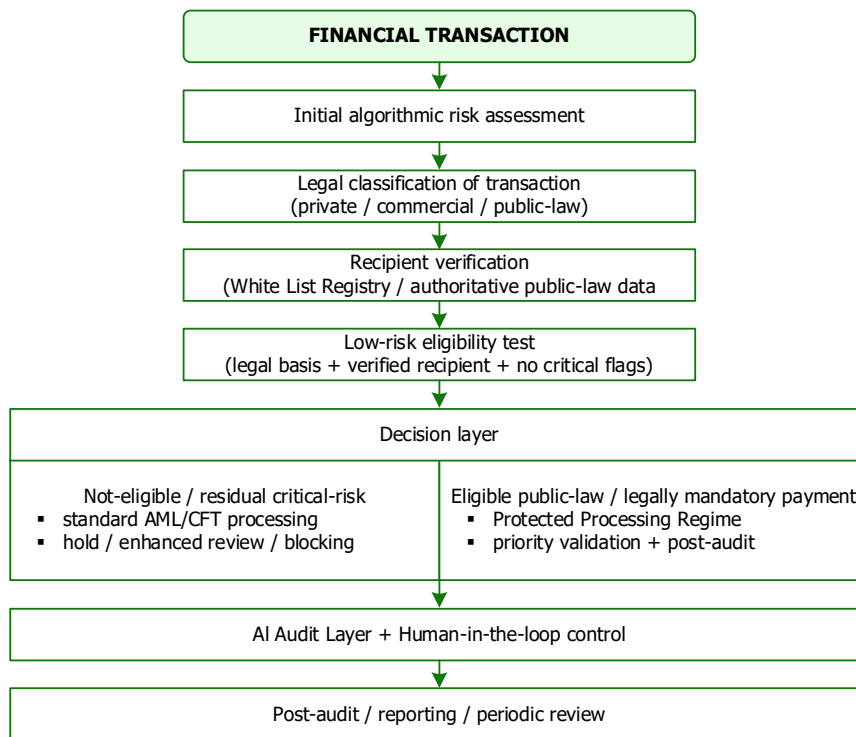 FINANCIAL TRANSACTION
Initial algorithmic risk assessment
Legal classification of transaction
(private / commercial / public-law)
Recipient verification
(White List Registry / authoritative public-law data
Low-risk eligibility test
(legal basis + verified recipient + no critical flags)
Decision layer
Not-eligible / residual critical-risk
▪ standard AML/CFT processing
▪ hold / enhanced review / blocking
Eligible public-law / legally mandatory payment
▪ Protected Processing Regime
▪ priority validation + post-audit
AI Audit Layer + Human-in-the-loop control
Post-audit / reporting / periodic review